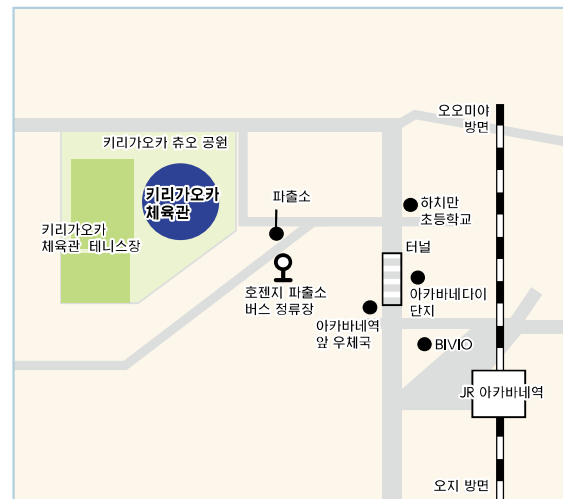 오오미야
방면
키리가오카 츄오 공원
키리가오카
체육관
파출소
하치만
초등학교
키리가오카
체육관 테니스장
터널
호젠지 파출소
버스 정류장
아카바네다이
단지
아카바네역
앞 우체국
BIVIO
JR 아카바네역
오지 방면